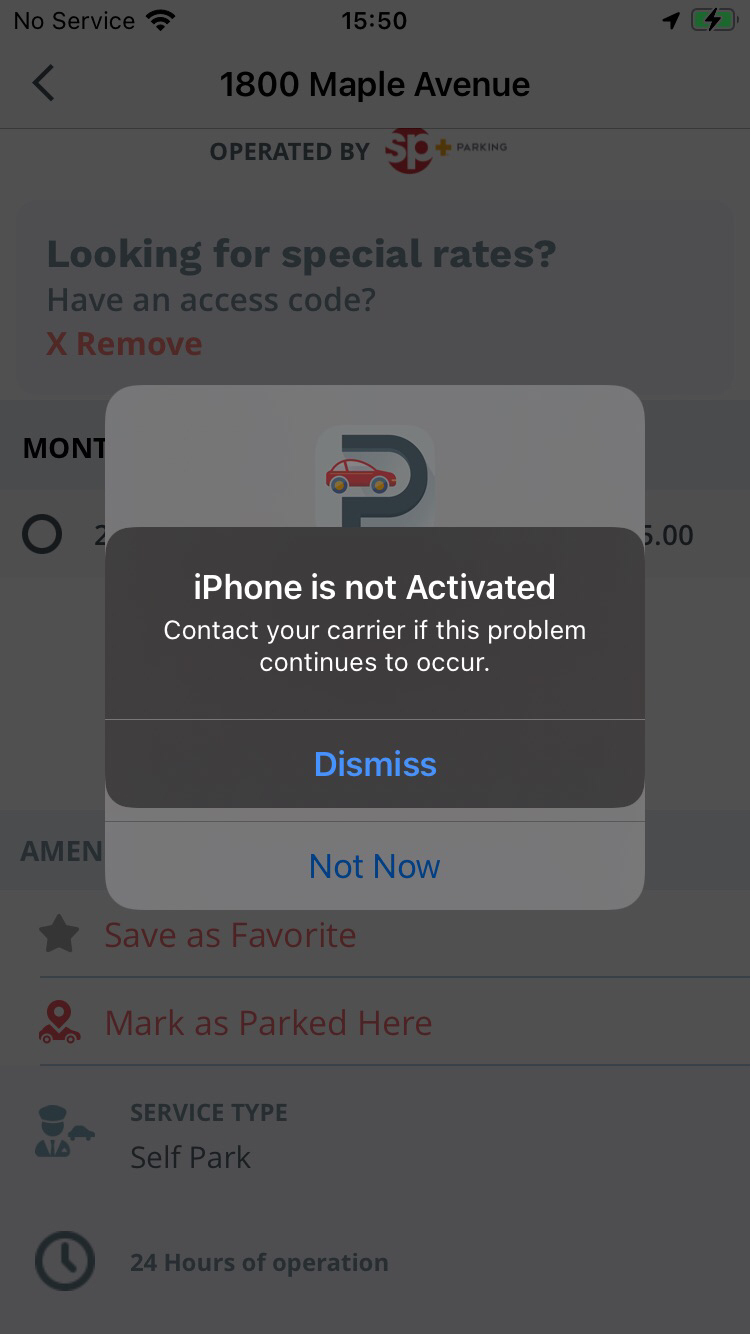 No Service
15:50
1800 Maple Avenue
OPERATED BY sp+ PARKING
Looking for special rates?
Have an access code?
X Remove
MONT
2 5.00
iPhone is not Activated
Contact your carrier if this problem
continues to occur.
Dismiss
Not Now
AMEN
Save as Favorite
Mark as Parked Here
SERVICE TYPE
Self Park
24 Hours of operation